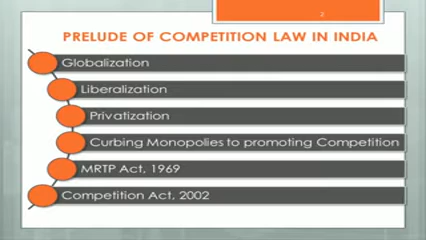 2
PRELUDE OF COMPETITION LAW IN INDIA
Globalization
Liberalization
Privatization
Curbing Monopolies to promoting Competition
MRTP Act, 1969
Competition Act, 2002